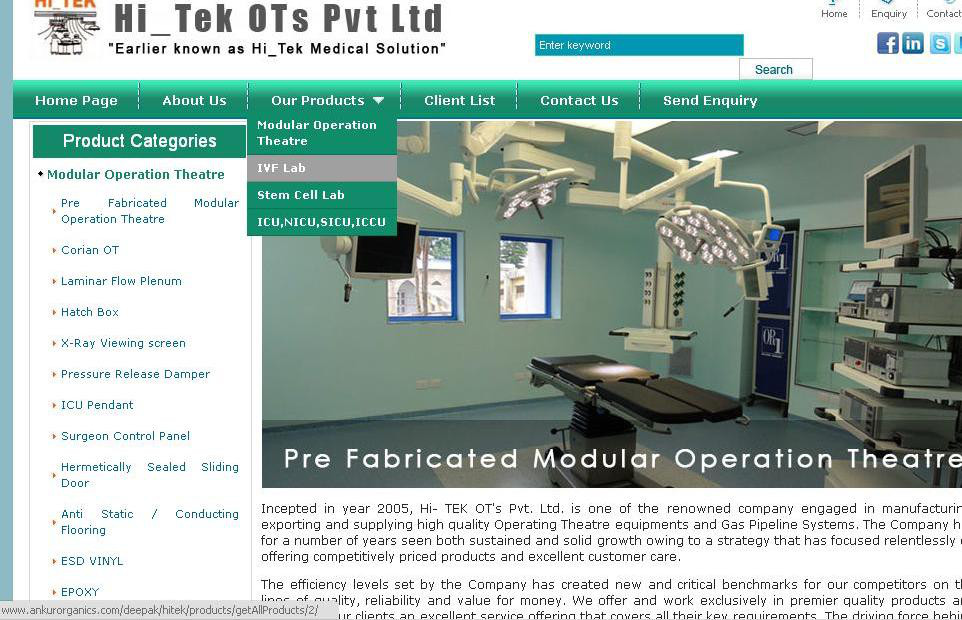 HI_TEK
Hi_Tek OTs Pvt Ltd
"Earlier known as Hi_Tek Medical Solution"
Home
Enquiry
Contact
Enter keyword
Search
Home Page
About Us
Our Products
Client List
Contact Us
Send Enquiry
Product Categories
Modular Operation Theatre
Pre Fabricated Modular
Operation Theatre
Corian OT
Laminar Flow Plenum
Hatch Box
X-Ray Viewing screen
Pressure Release Damper
ICU Pendant
Surgeon Control Panel
Hermetically Sealed Sliding
Door
Anti Static / Conducting
Flooring
ESD VINYL
EPOXY
Modular Operation
Theatre
IVF Lab
Stem Cell Lab
ICU,NICU,SICU,ICCU
OR1
OR1
Pre Fabricated Modular Operation Theatre
Incepted in year 2005, Hi- TEK OT's Pvt. Ltd. is one of the renowned company engaged in manufacturin
exporting and supplying high quality Operating Theatre equipments and Gas Pipeline Systems. The Company h
for a number of years seen both sustained and solid growth owing to a strategy that has focused relentlessly
offering competitively priced products and excellent customer care.
The efficiency levels set by the Company has created new and critical benchmarks for our competitors on th
lines of quality, reliability and value for money. We offer and work exclusively in premier quality products a
ur clients an excellent service offering that covers all their key requirements. The driving force behi
www.ankurorganics.com/deepak/hitek/products/getAllProducts/2/